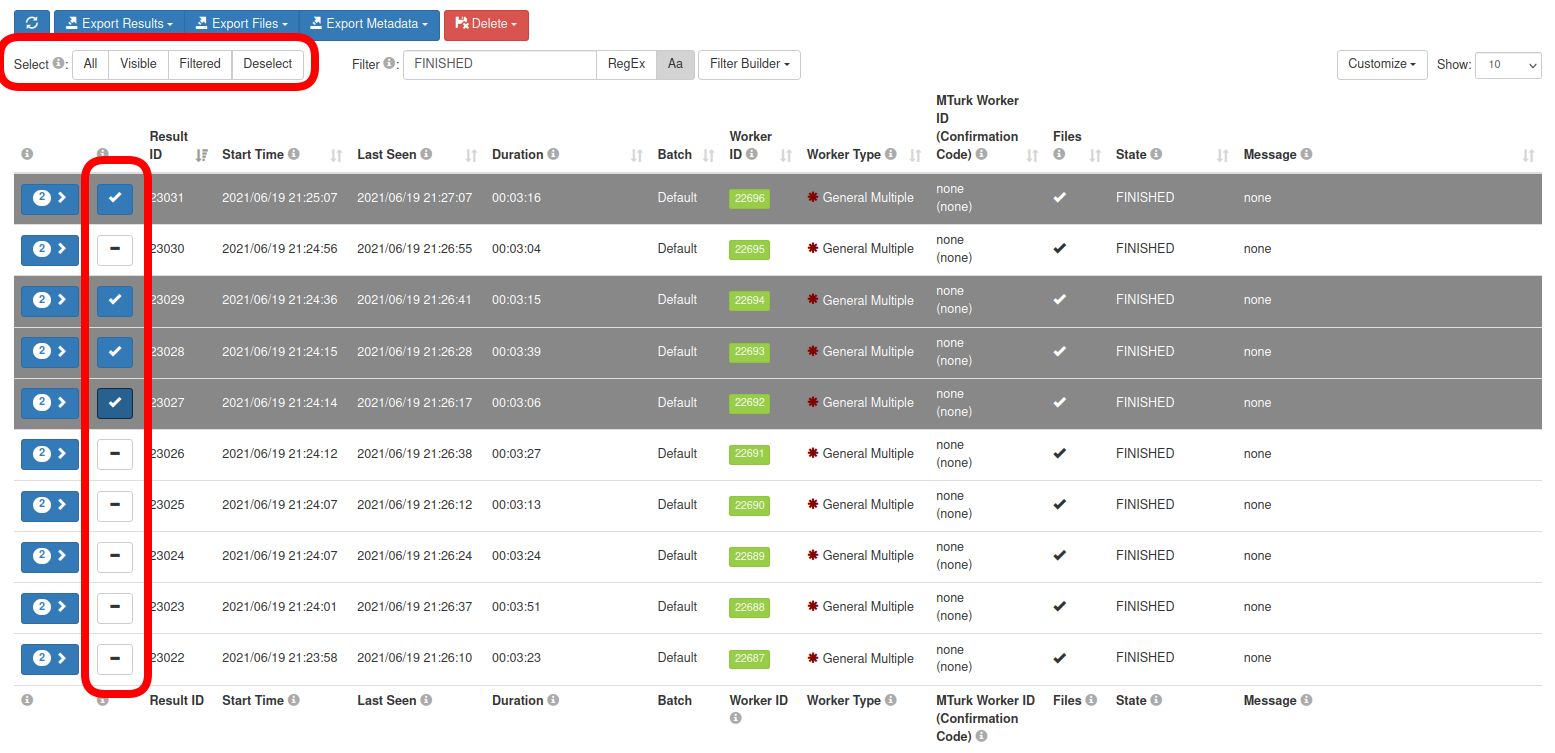 Export Results Export Files Export Metadata Delete
Select : All Visible Filtered Deselect Filter : FINISHED RegEx Aa Filter Builder Customize Show: 10
MTurk Worker
ID
Result Worker (Confirmation Files
ID Start Time Last Seen Duration Batch ID Worker Type Code) State Message
2 23031 2021/06/19 21:25:07 2021/06/19 21:27:07 00:03:16 Default 22696 General Multiple none (none) FINISHED none
2 23030 2021/06/19 21:24:56 2021/06/19 21:26:55 00:03:04 Default 22695 General Multiple none (none) FINISHED none
2 23029 2021/06/19 21:24:36 2021/06/19 21:26:41 00:03:15 Default 22694 General Multiple none (none) FINISHED none
2 23028 2021/06/19 21:24:15 2021/06/19 21:26:28 00:03:39 Default 22693 General Multiple none (none) FINISHED none
2 23027 2021/06/19 21:24:14 2021/06/19 21:26:17 00:03:06 Default 22692 General Multiple none (none) FINISHED none
2 23026 2021/06/19 21:24:12 2021/06/19 21:26:38 00:03:27 Default 22691 General Multiple none (none) FINISHED none
2 23025 2021/06/19 21:24:07 2021/06/19 21:26:12 00:03:13 Default 22690 General Multiple none (none) FINISHED none
2 23024 2021/06/19 21:24:07 2021/06/19 21:26:24 00:03:24 Default 22689 General Multiple none (none) FINISHED none
2 23023 2021/06/19 21:24:01 2021/06/19 21:26:37 00:03:51 Default 22688 General Multiple none (none) FINISHED none
2 23022 2021/06/19 21:23:58 2021/06/19 21:26:10 00:03:23 Default 22687 General Multiple none (none) FINISHED none
Result ID Start Time Last Seen Duration Batch Worker ID Worker Type MTurk Worker ID Files State Message
(Confirmation
Code)